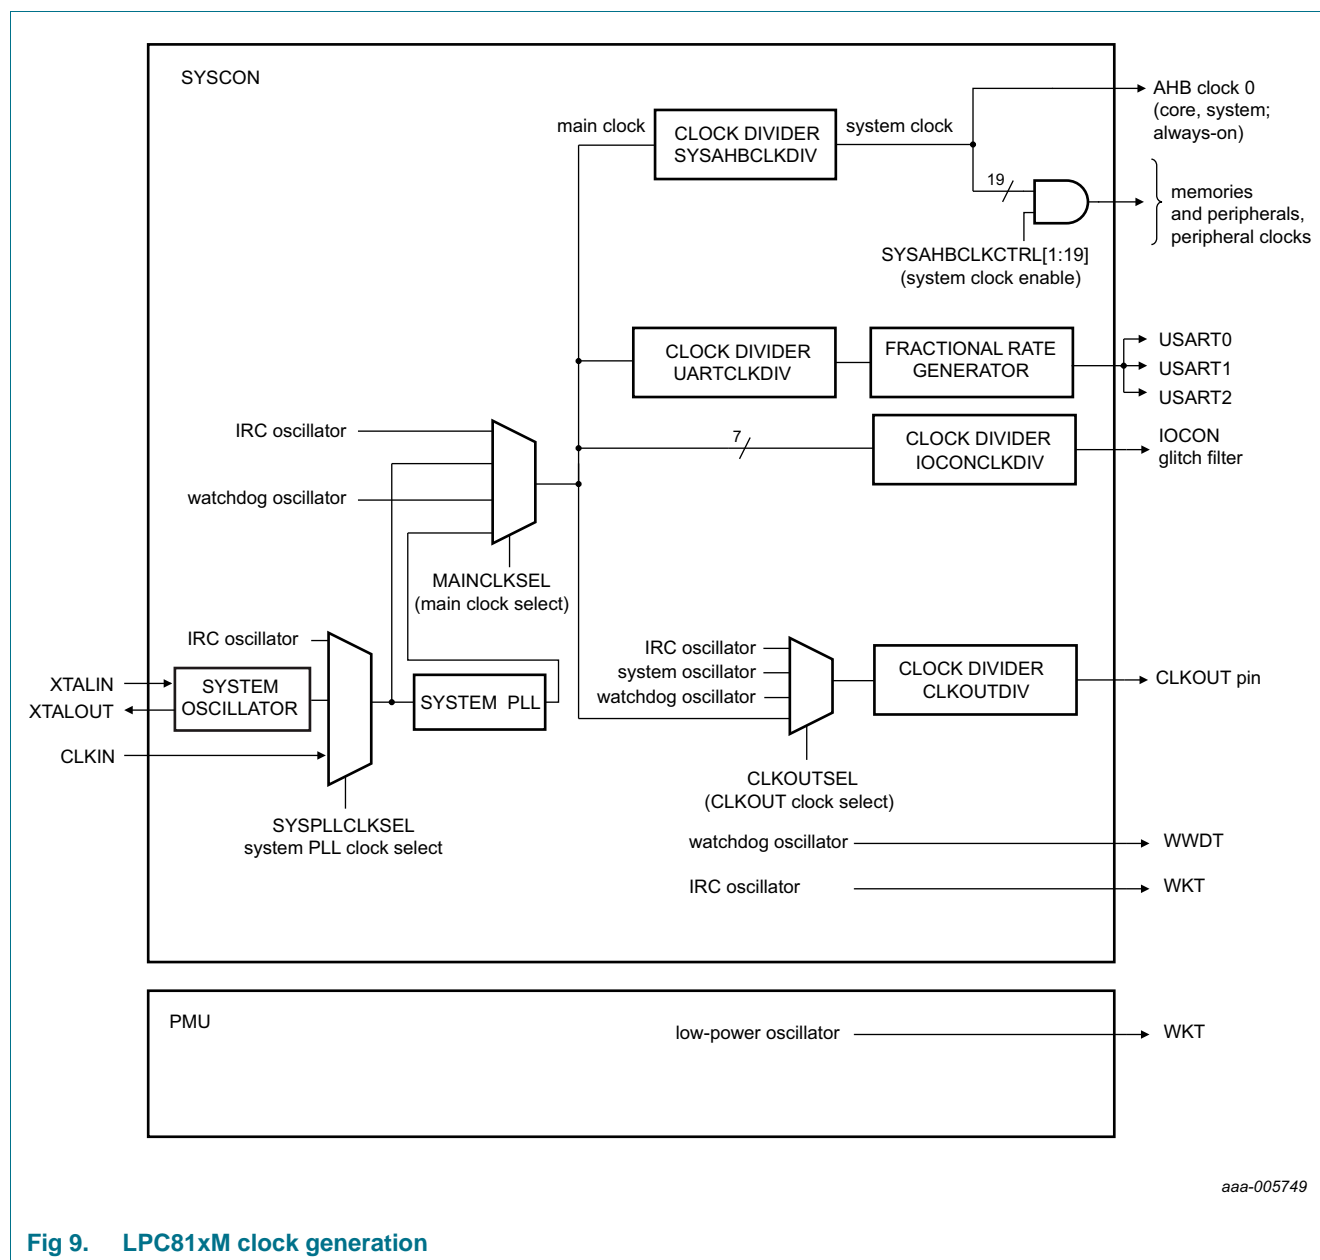 SYSCON
AHB clock 0
(core, system;
always-on)
main clock
CLOCK DIVIDER
SYSAHBCLKDIV
system clock
19
memories
and peripherals,
peripheral clocks
SYSAHBCLKCTRL[1:19]
(system clock enable)
CLOCK DIVIDER
UARTCLKDIV
FRACTIONAL RATE
GENERATOR
USART0
USART1
USART2
IRC oscillator
7
CLOCK DIVIDER
IOCONCLKDIV
IOCON
glitch filter
watchdog oscillator
MAINCLKSEL
(main clock select)
IRC oscillator
XTALIN
XTALOUT
SYSTEM
OSCILLATOR
SYSTEM PLL
CLKIN
SYSPLLCLKSEL
system PLL clock select
IRC oscillator
system oscillator
watchdog oscillator
CLOCK DIVIDER
CLKOUTDIV
CLKOUT pin
CLKOUTSEL
(CLKOUT clock select)
watchdog oscillator
WWDT
IRC oscillator
WKT
PMU
low-power oscillator
WKT
aaa-005749
Fig 9. LPC81xM clock generation